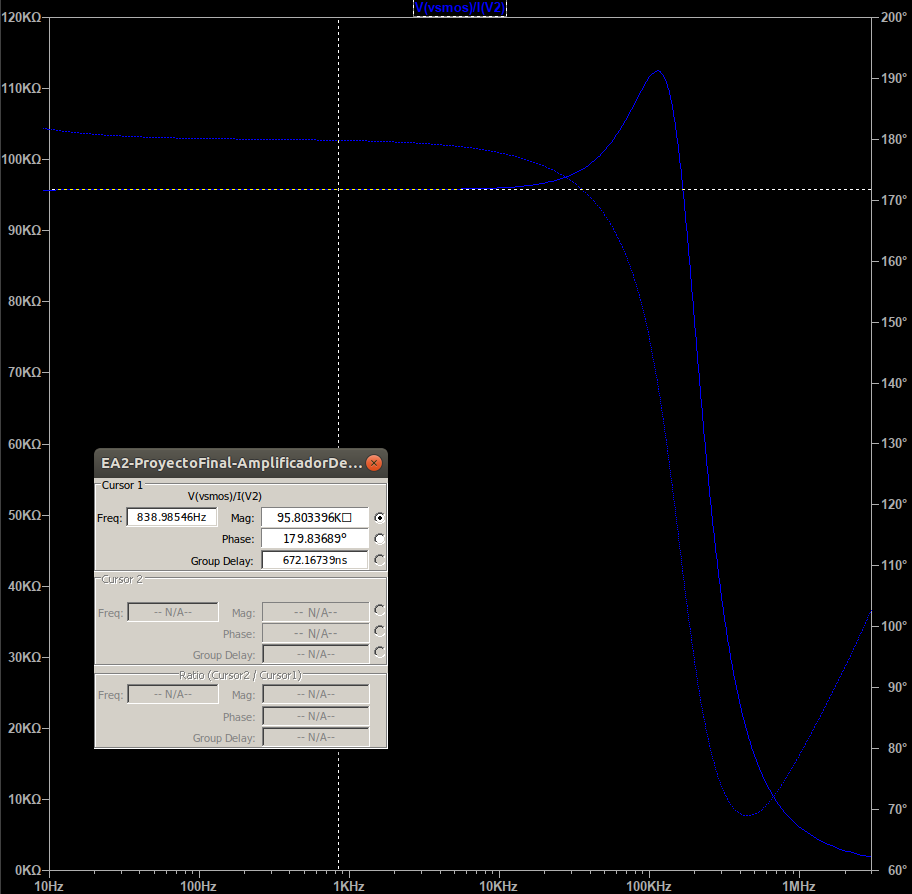 V(vsmos)/I(V2)
120KΩ
110KΩ
100KΩ
90KΩ
80KΩ
70KΩ
60KΩ
50KΩ
40KΩ
30KΩ
20KΩ
10KΩ
0KΩ
200°
190°
180°
170°
160°
150°
140°
130°
120°
110°
100°
90°
80°
70°
60°
10Hz 100Hz 1KHz 10KHz 100KHz 1MHz
EA2-ProyectoFinal-AmplificadorDe...
Cursor 1
V(vsmos)/I(V2)
Freq: 838.98546Hz Mag: 95.803396K□
Phase: 179.83689°
Group Delay: 672.16739ns
Cursor 2
Freq: -- N/A-- Mag: -- N/A--
Phase: -- N/A--
Group Delay: -- N/A--
Ratio (Cursor2 / Cursor1)
Freq: -- N/A-- Mag: -- N/A--
Phase: -- N/A--
Group Delay: -- N/A--